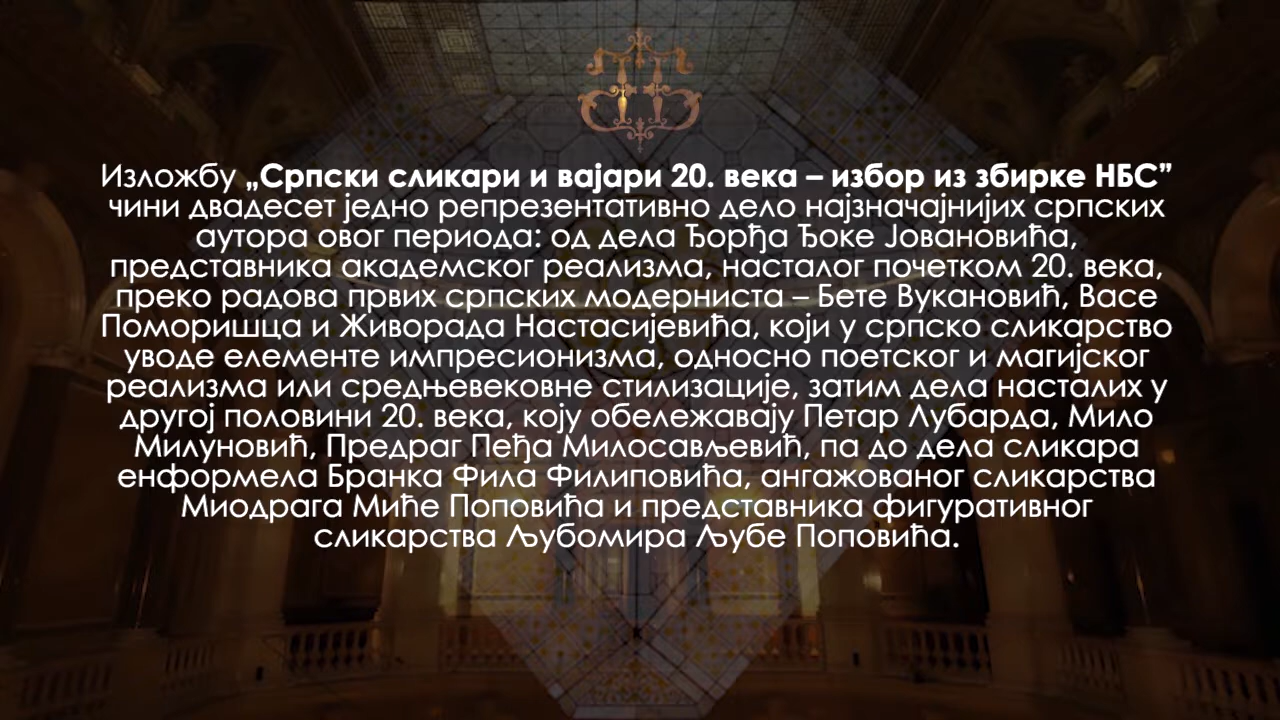 Изложбу „Српски сликари и вајари 20. века – избор из збирке НБС”
чини двадесет једно репрезентативно дело најзначајнијих српских
аутора овог периода: од дела Ђорђа Ђоке Јовановића,
представника академског реализма, насталог почетком 20. века,
преко радова првих српских модерниста – Бете Вукановић, Васе
Поморишца и Живорада Настасијевића, који у српско сликарство
уводе елементе импресионизма, односно поетског и магијског
реализма или средњевековне стилизације, затим дела насталих у
другој половини 20. века, коју обележавају Петар Лубарда, Мило
Милуновић, Предраг Пеђа Милосављевић, па до дела сликара
енформела Бранка Фила Филиповића, ангажованог сликарства
Миодрага Миће Поповића и представника фигуративног
сликарства Љубомира Љубе Поповића.